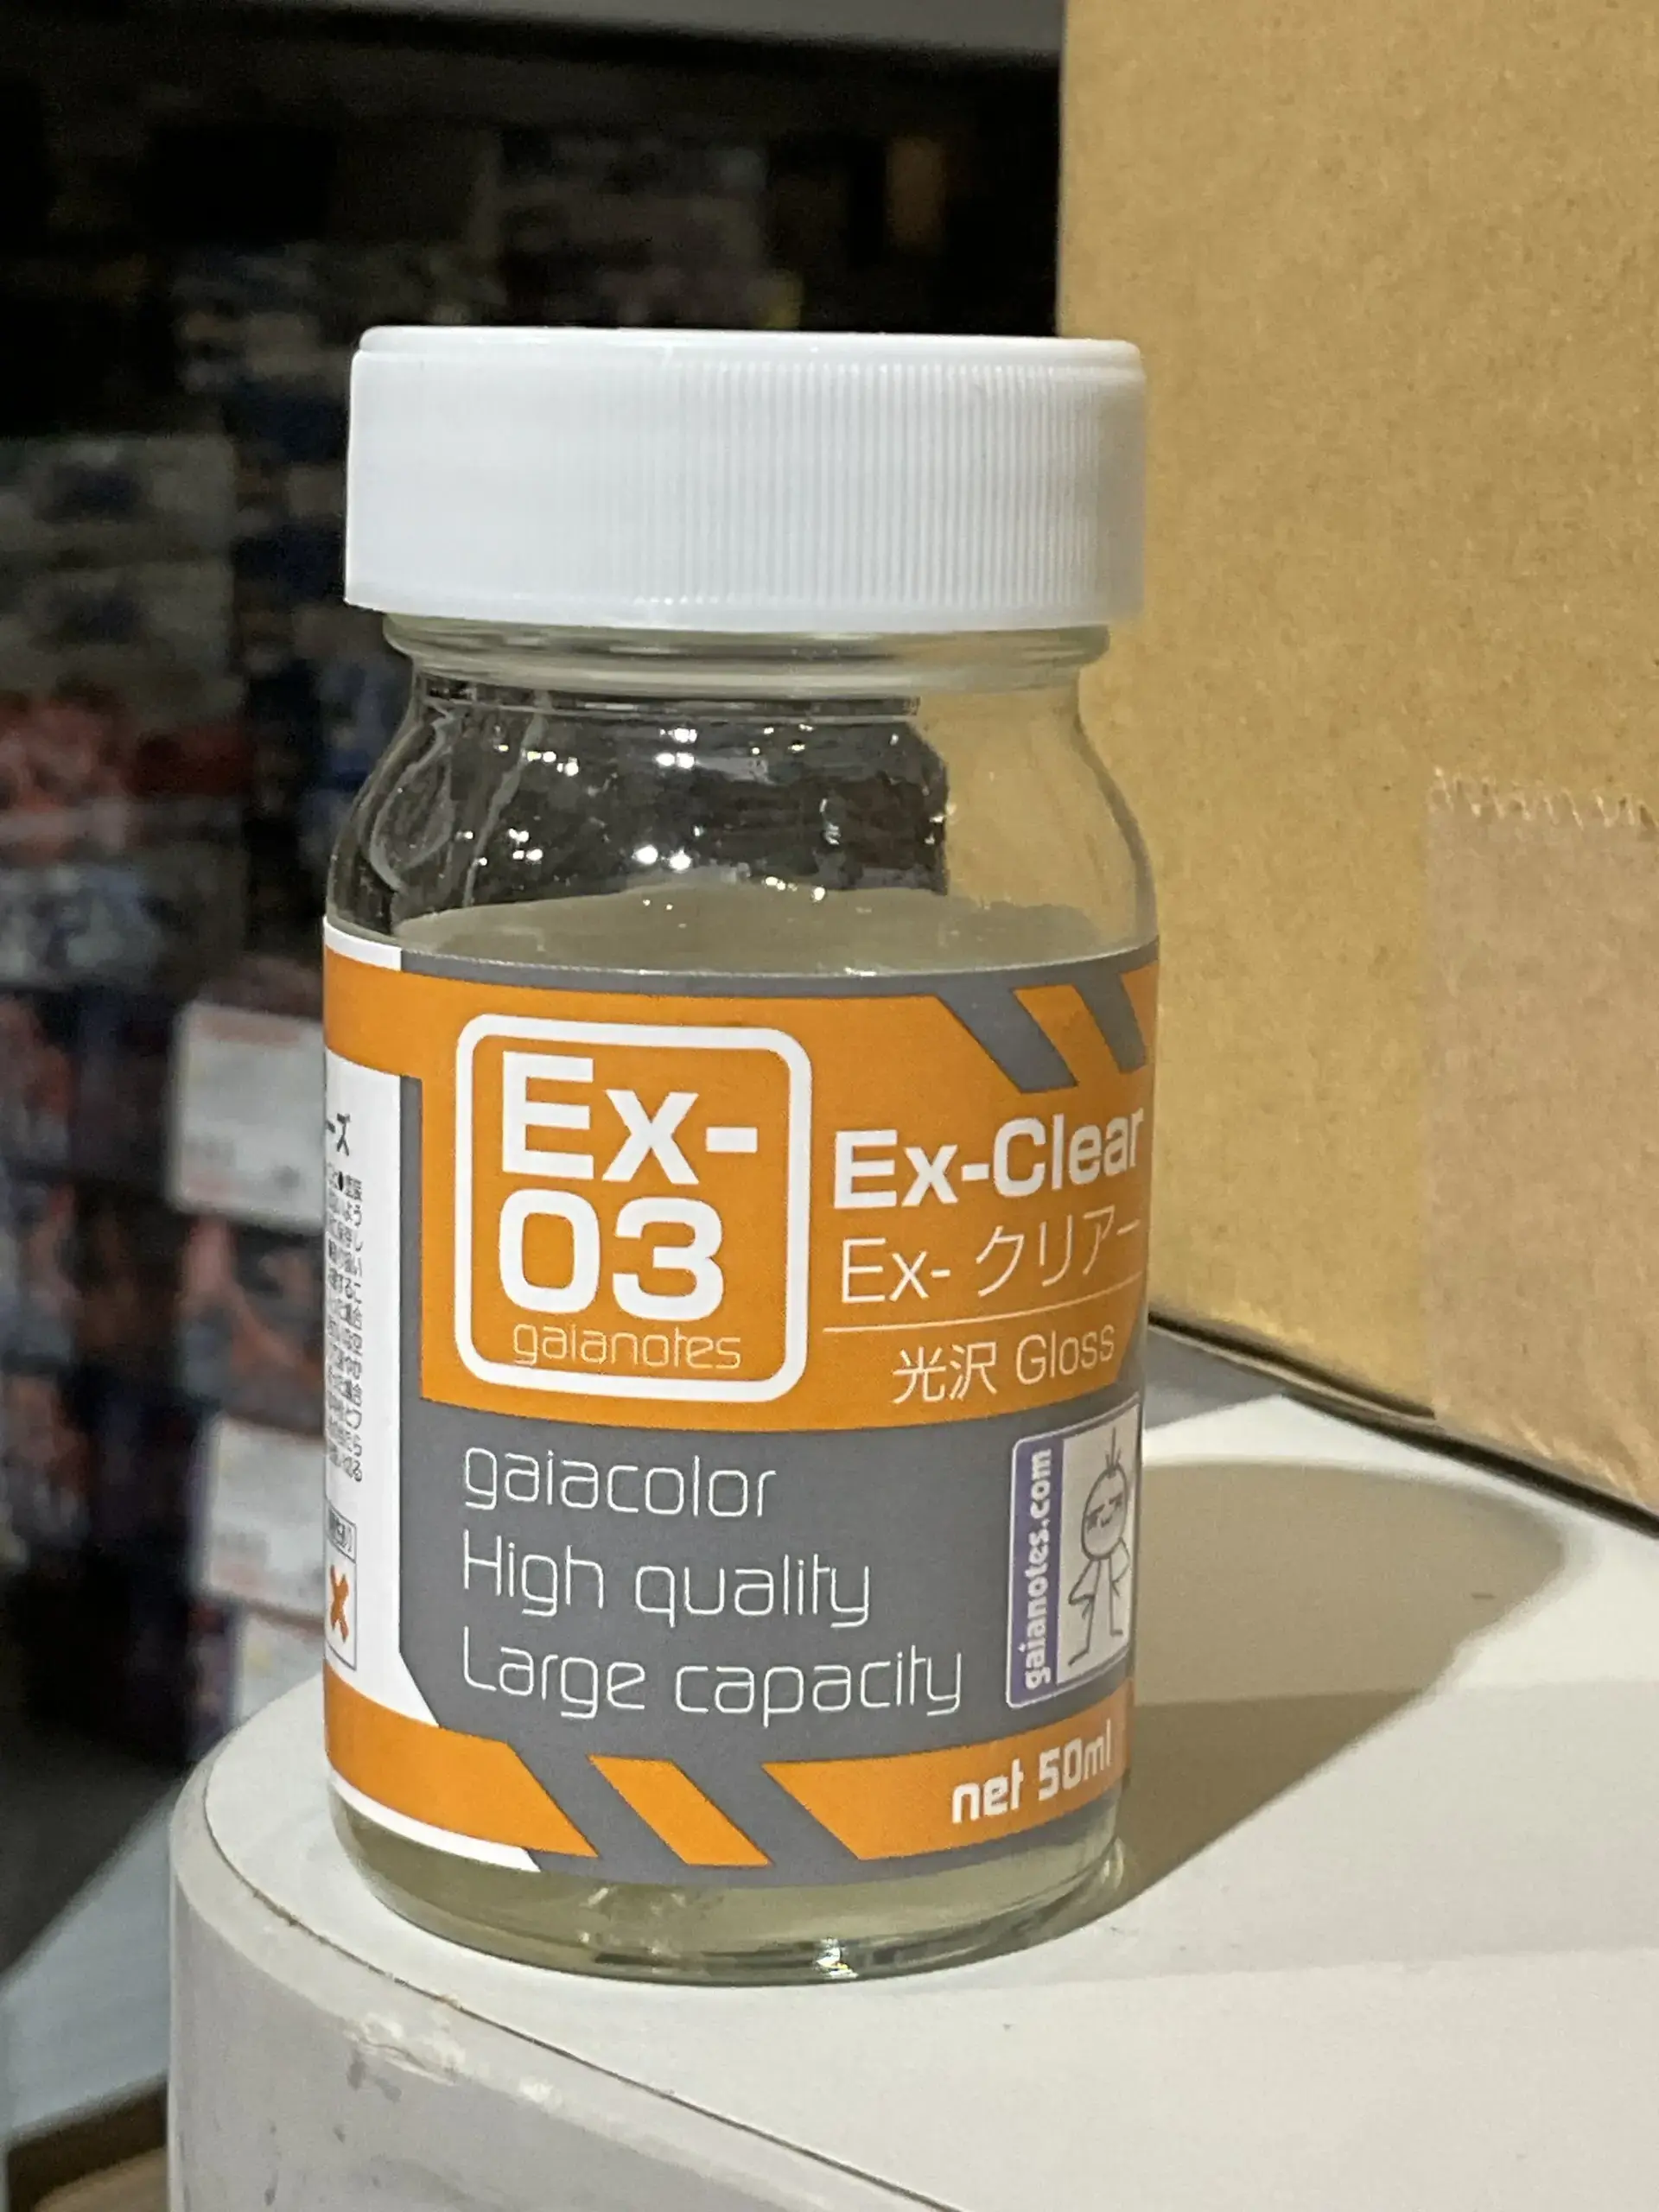 Ex-
03
gaianotes
Ex-Clear
Ex- クリアー
光沢 Gloss
gaiacolor
High quality
Large capacity
gaianotes.com
net 50ml